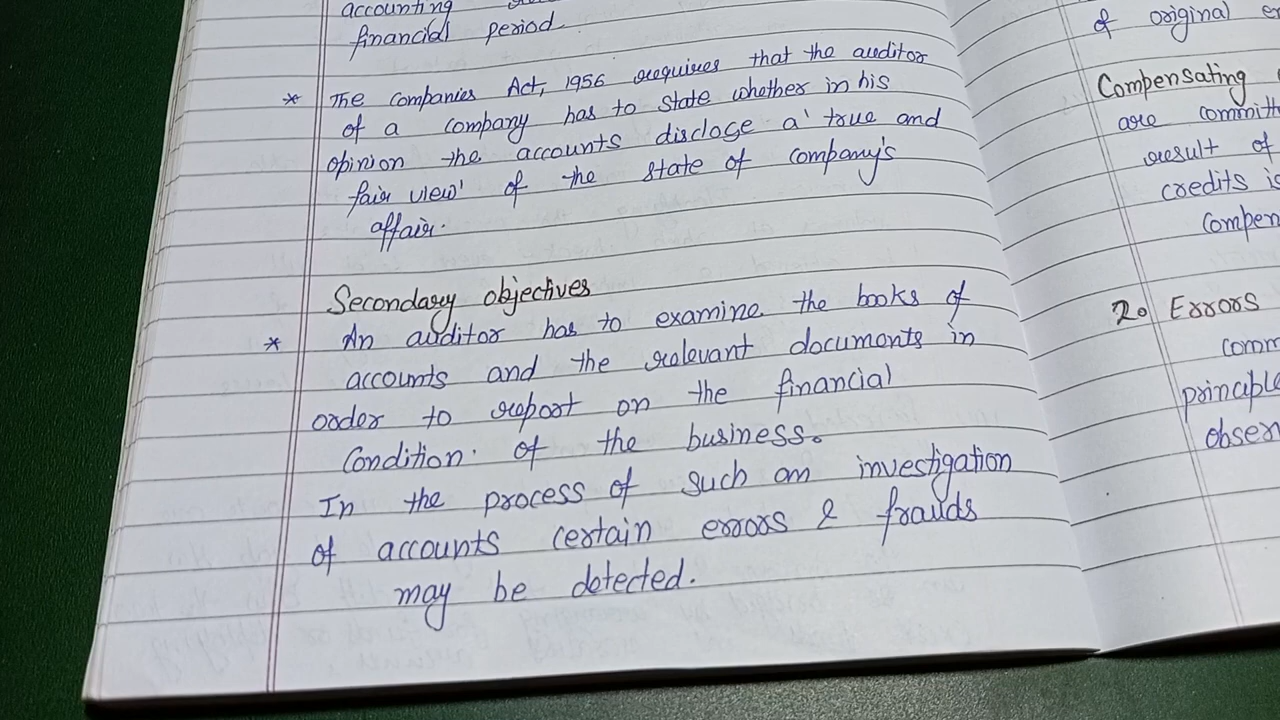 accounting
financial period
* The Companies Act, 1956 requires that the auditor
of a company has to state whether in his
opinion the accounts disclose a 'true and
fair view' of the state of company's
affair.
Secondary objectives
* An auditor has to examine the books of
accounts and the relevant documents in
order to report on the financial
Condition of the business.
In the process of such an investigation
of accounts certain errors & frauds
may be detected.
of original
Compensating
are committ
result of
credits is
Compen
2. Errors
comm
principle
obser